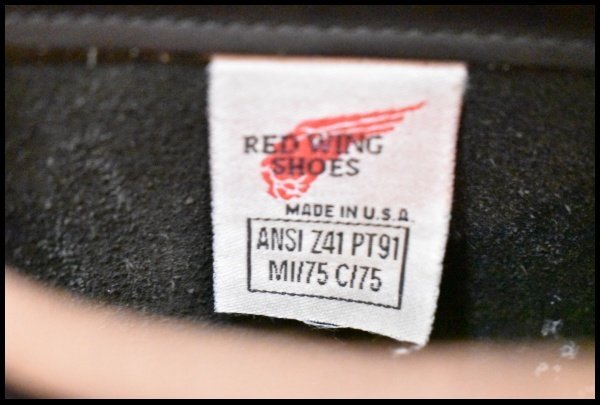 RED WING
SHOES
MADE IN U.S.A.
ANSI Z41 PT91
MI/75 C/75